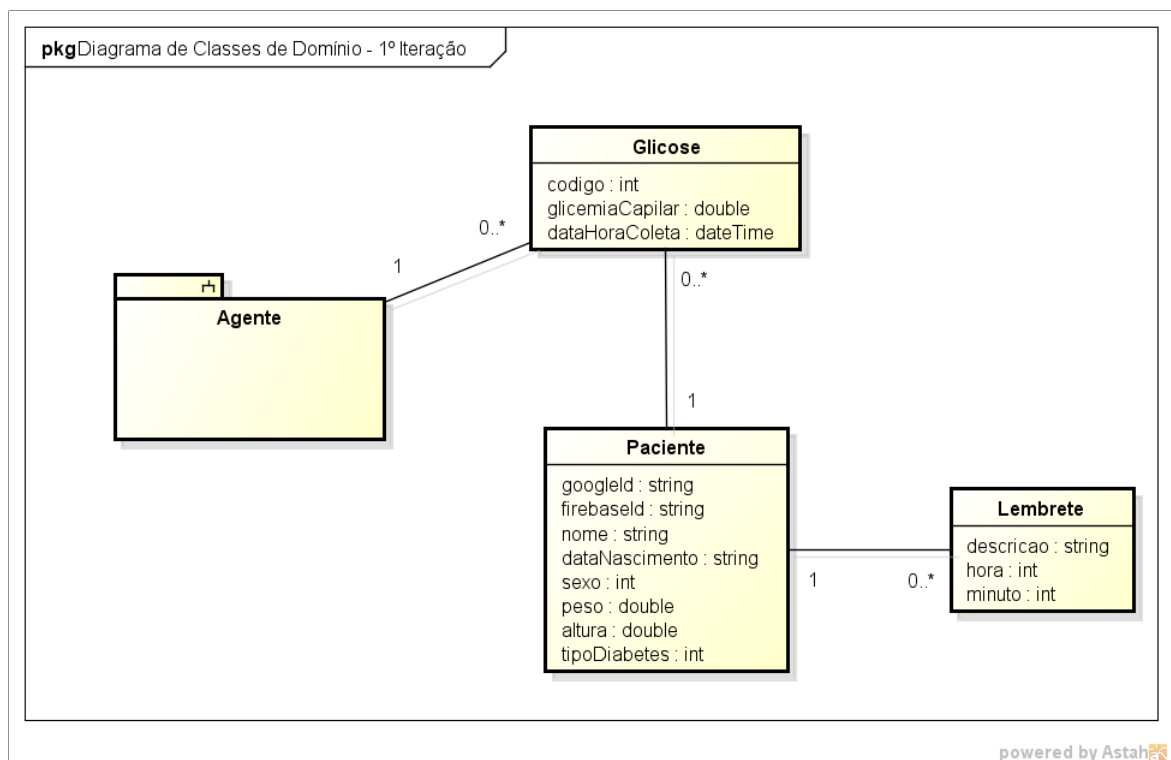 pkg Diagrama de Classes de Domínio - 1º Iteração
Glicose
codigo : int
glicemiaCapilar : double
dataHoraColeta : dateTime
0..*
1
0..*
Agente
1
Paciente
googleId : string
firebaseId : string
nome : string
dataNascimento : string
sexo : int
peso : double
altura : double
tipoDiabetes : int
Lembrete
descricao : string
hora : int
minuto : int
1
0..*
powered by Astah